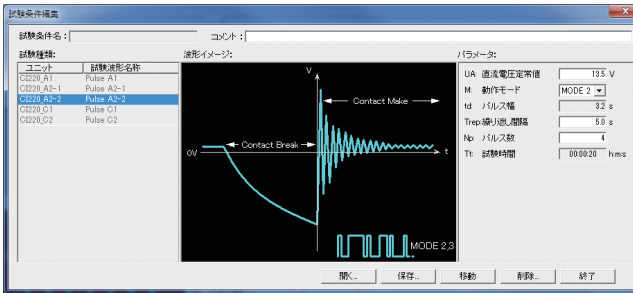 試験条件編集
試験条件名： コメント：
試験種類: 波形イメージ: パラメータ:
ユニット 試験波形名称
CI220_A1 Pulse A1
CI220_A2-1 Pulse A2-1
CI220_A2-2 Pulse A2-2
CI220_C1 Pulse C1
CI220_C2 Pulse C2
V
Contact Make
Contact Break
0V
t
MODE 2,3
UA: 直流電圧定常値 13.5 V
M: 動作モード MODE 2
td: パルス幅 3.2 s
Trep:繰り返し間隔 5.0 s
Np: パルス数 4
Tt: 試験時間 00:00:20 h:m:s
開く... 保存... 移動 削除... 終了